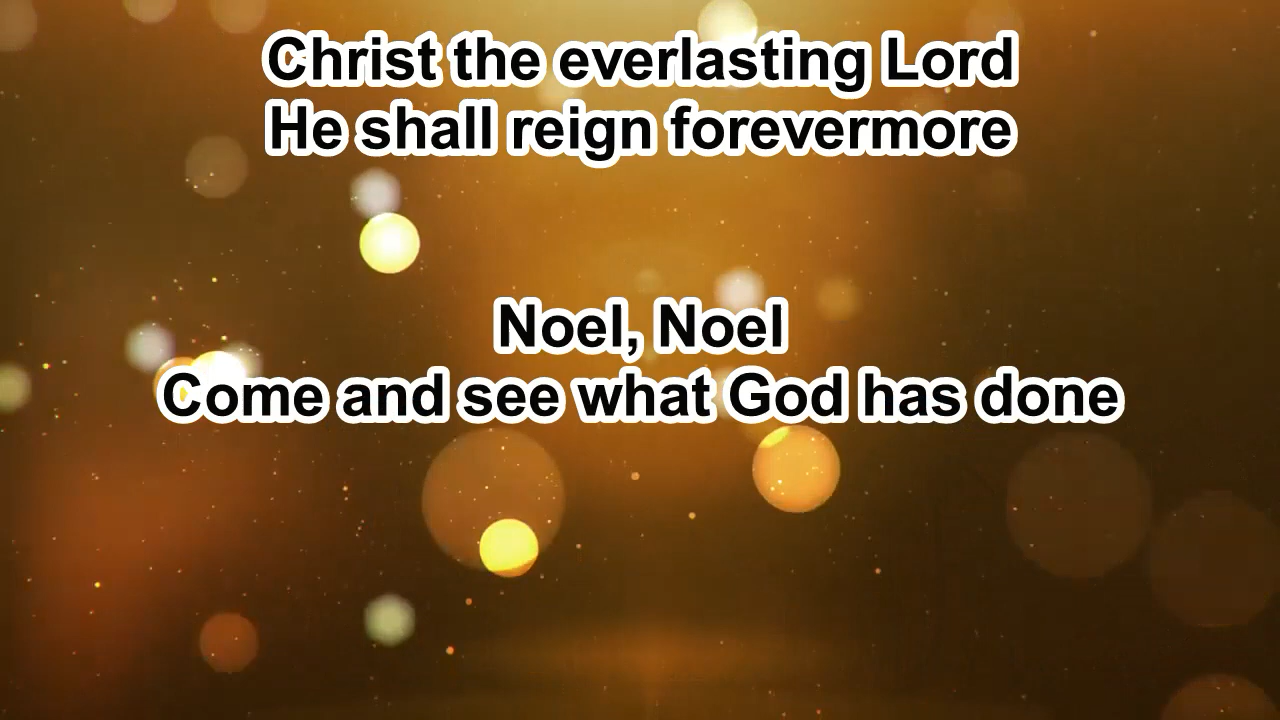 Christ the everlasting Lord
He shall reign forevermore
Noel, Noel
Come and see what God has done